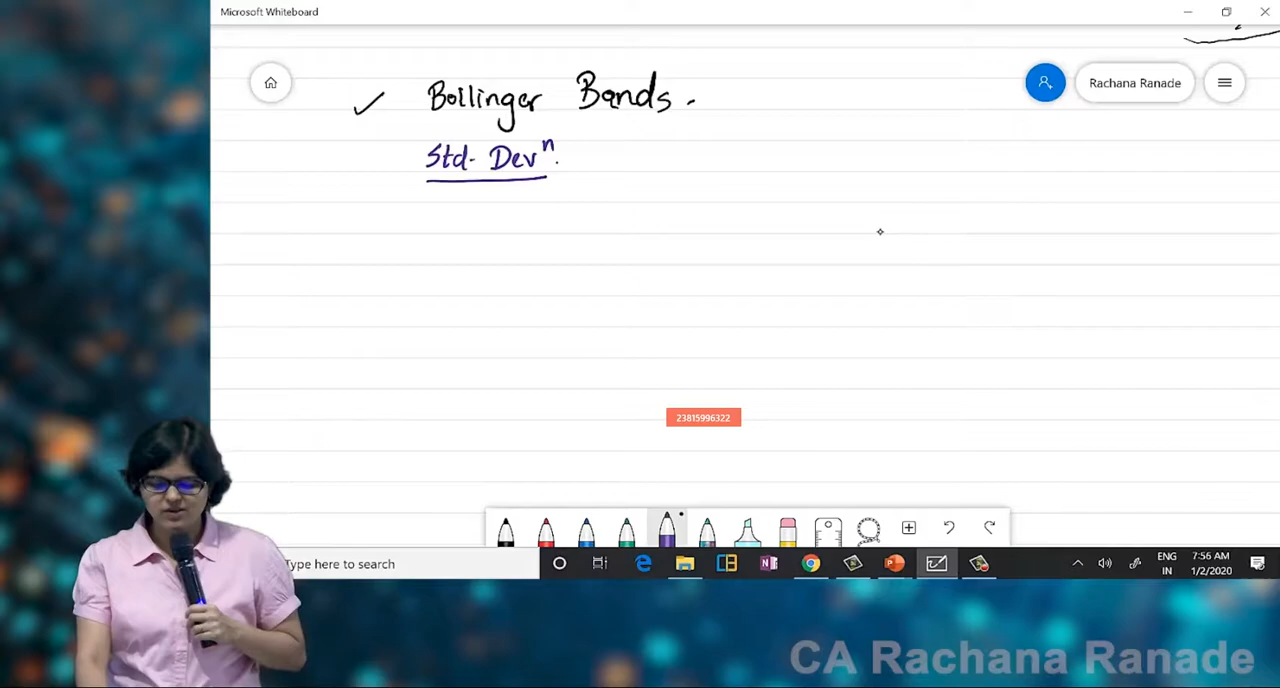 Microsoft Whiteboard
Rachana Ranade
✓ Bollinger Bands.
Std. Devⁿ.
23815996322
Type here to search
ENG
IN
7:56 AM
1/2/2020
CA Rachana Ranade